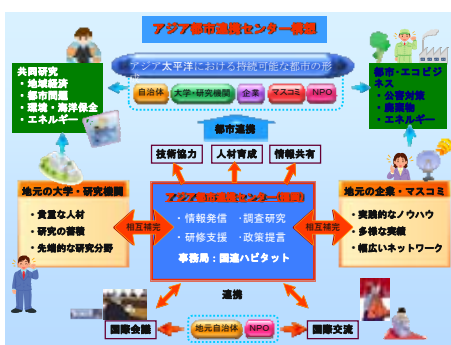 アジア都市連携センター構想
アジア太平洋における持続可能な都市の形
自治体
大学・研究機関
企業
マスコミ
NPO
共同研究
・地域経済
・都市問題
・環境・海洋保全
・エネルギー
都市・エコビジ
ネス
・公害対策
・廃棄物
・エネルギー
都市連携
技術協力
人材育成
情報共有
地元の大学・研究機関
・貴重な人材
・研究の蓄積
・先端的な研究分野
相互補完
アジア都市連携センター(福岡)
・情報発信 ・調査研究
・研修支援 ・政策提言
事務局:国連ハビタット
相互補完
地元の企業・マスコミ
・実践的なノウハウ
・多様な実績
・幅広いネットワーク
連携
国際会議
地元自治体
NPO
国際交流